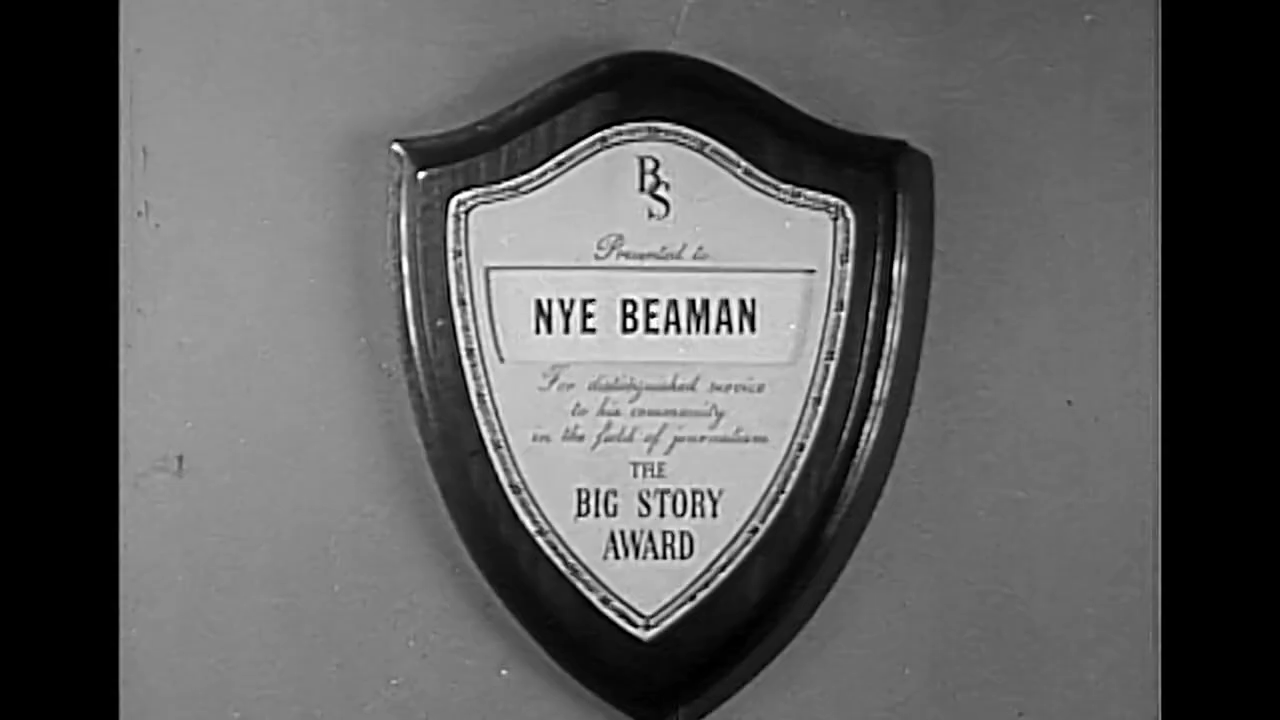 BS
Presented to
NYE BEAMAN
For distinguished service
to his community
in the field of journalism
THE
BIG STORY
AWARD